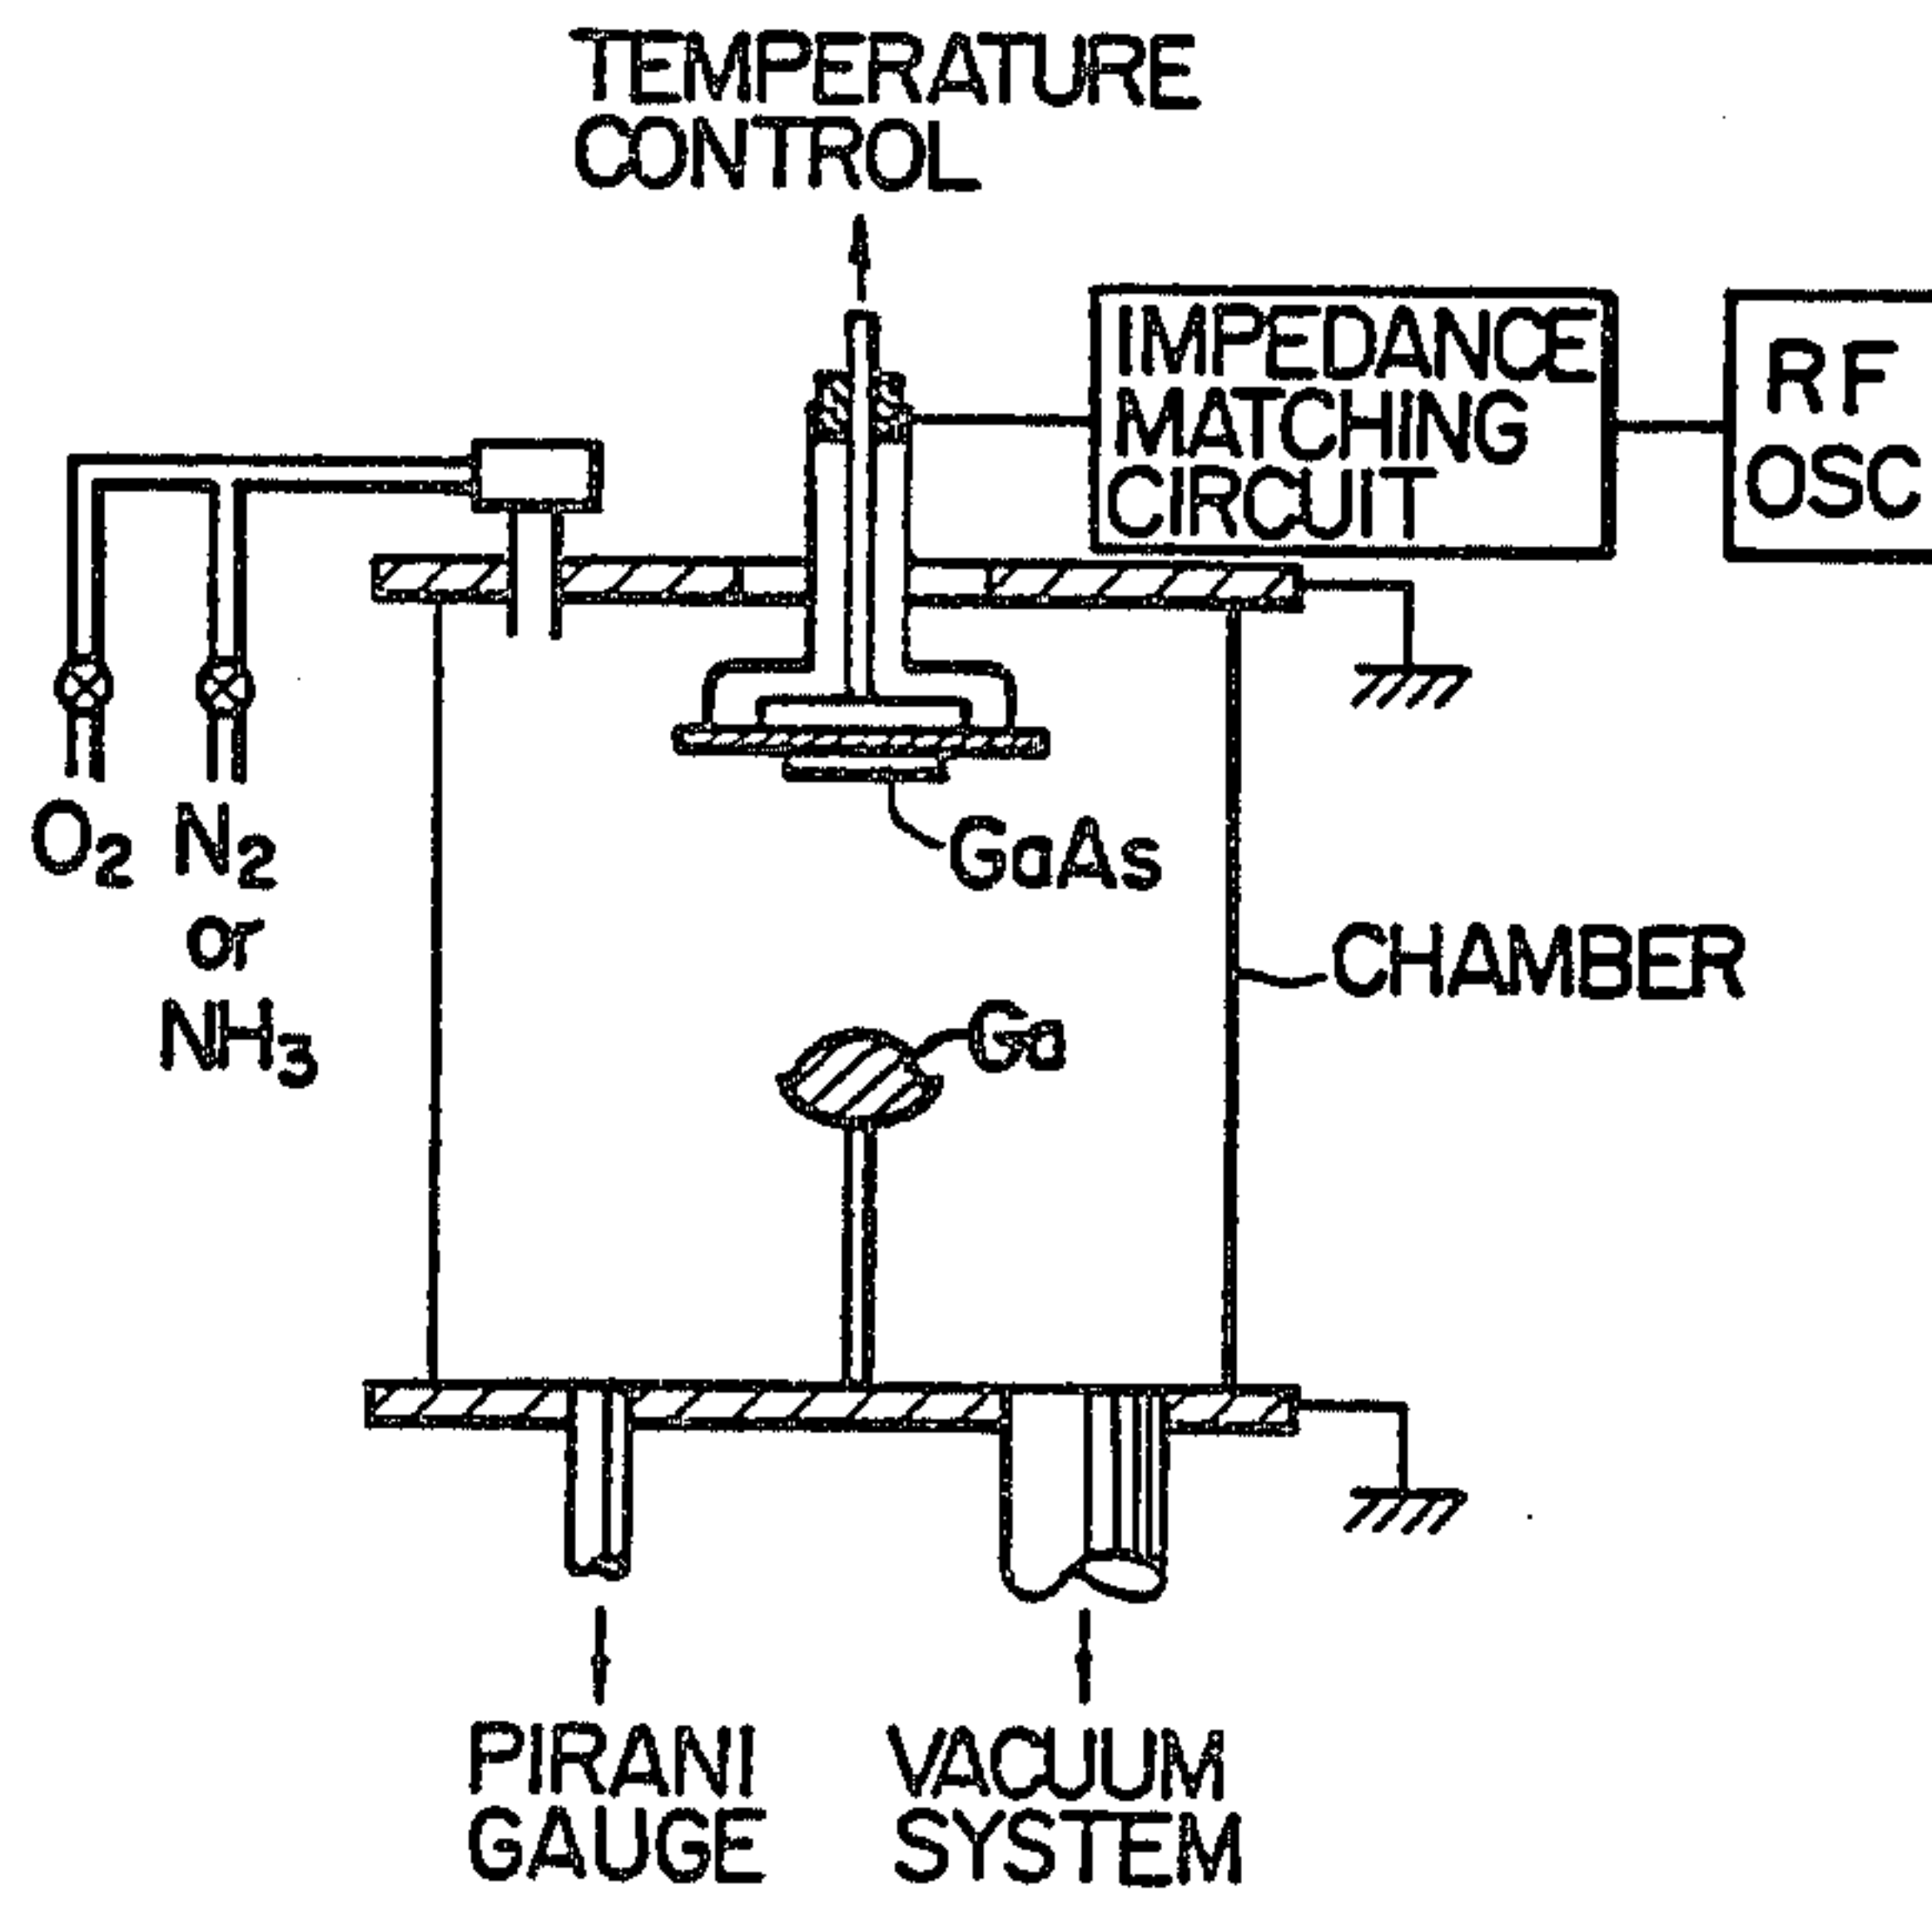 TEMPERATURE
CONTROL
IMPEDANCE
MATCHING
CIRCUIT
RF
OSC
O2
N2
or
NH3
GaAs
CHAMBER
Ga
PIRANI
GAUGE
VACUUM
SYSTEM